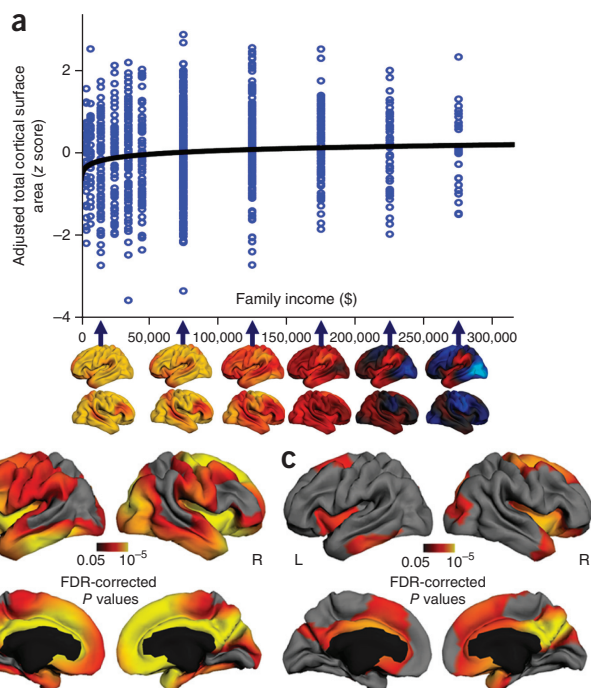 a
Adjusted total cortical surface
area (z score)
2
0
–2
–4
Family income ($)
0 50,000 100,000 150,000 200,000 250,000 300,000
c
R L R
0.05 10⁻⁵ 0.05 10⁻⁵
FDR-corrected FDR-corrected
P values P values